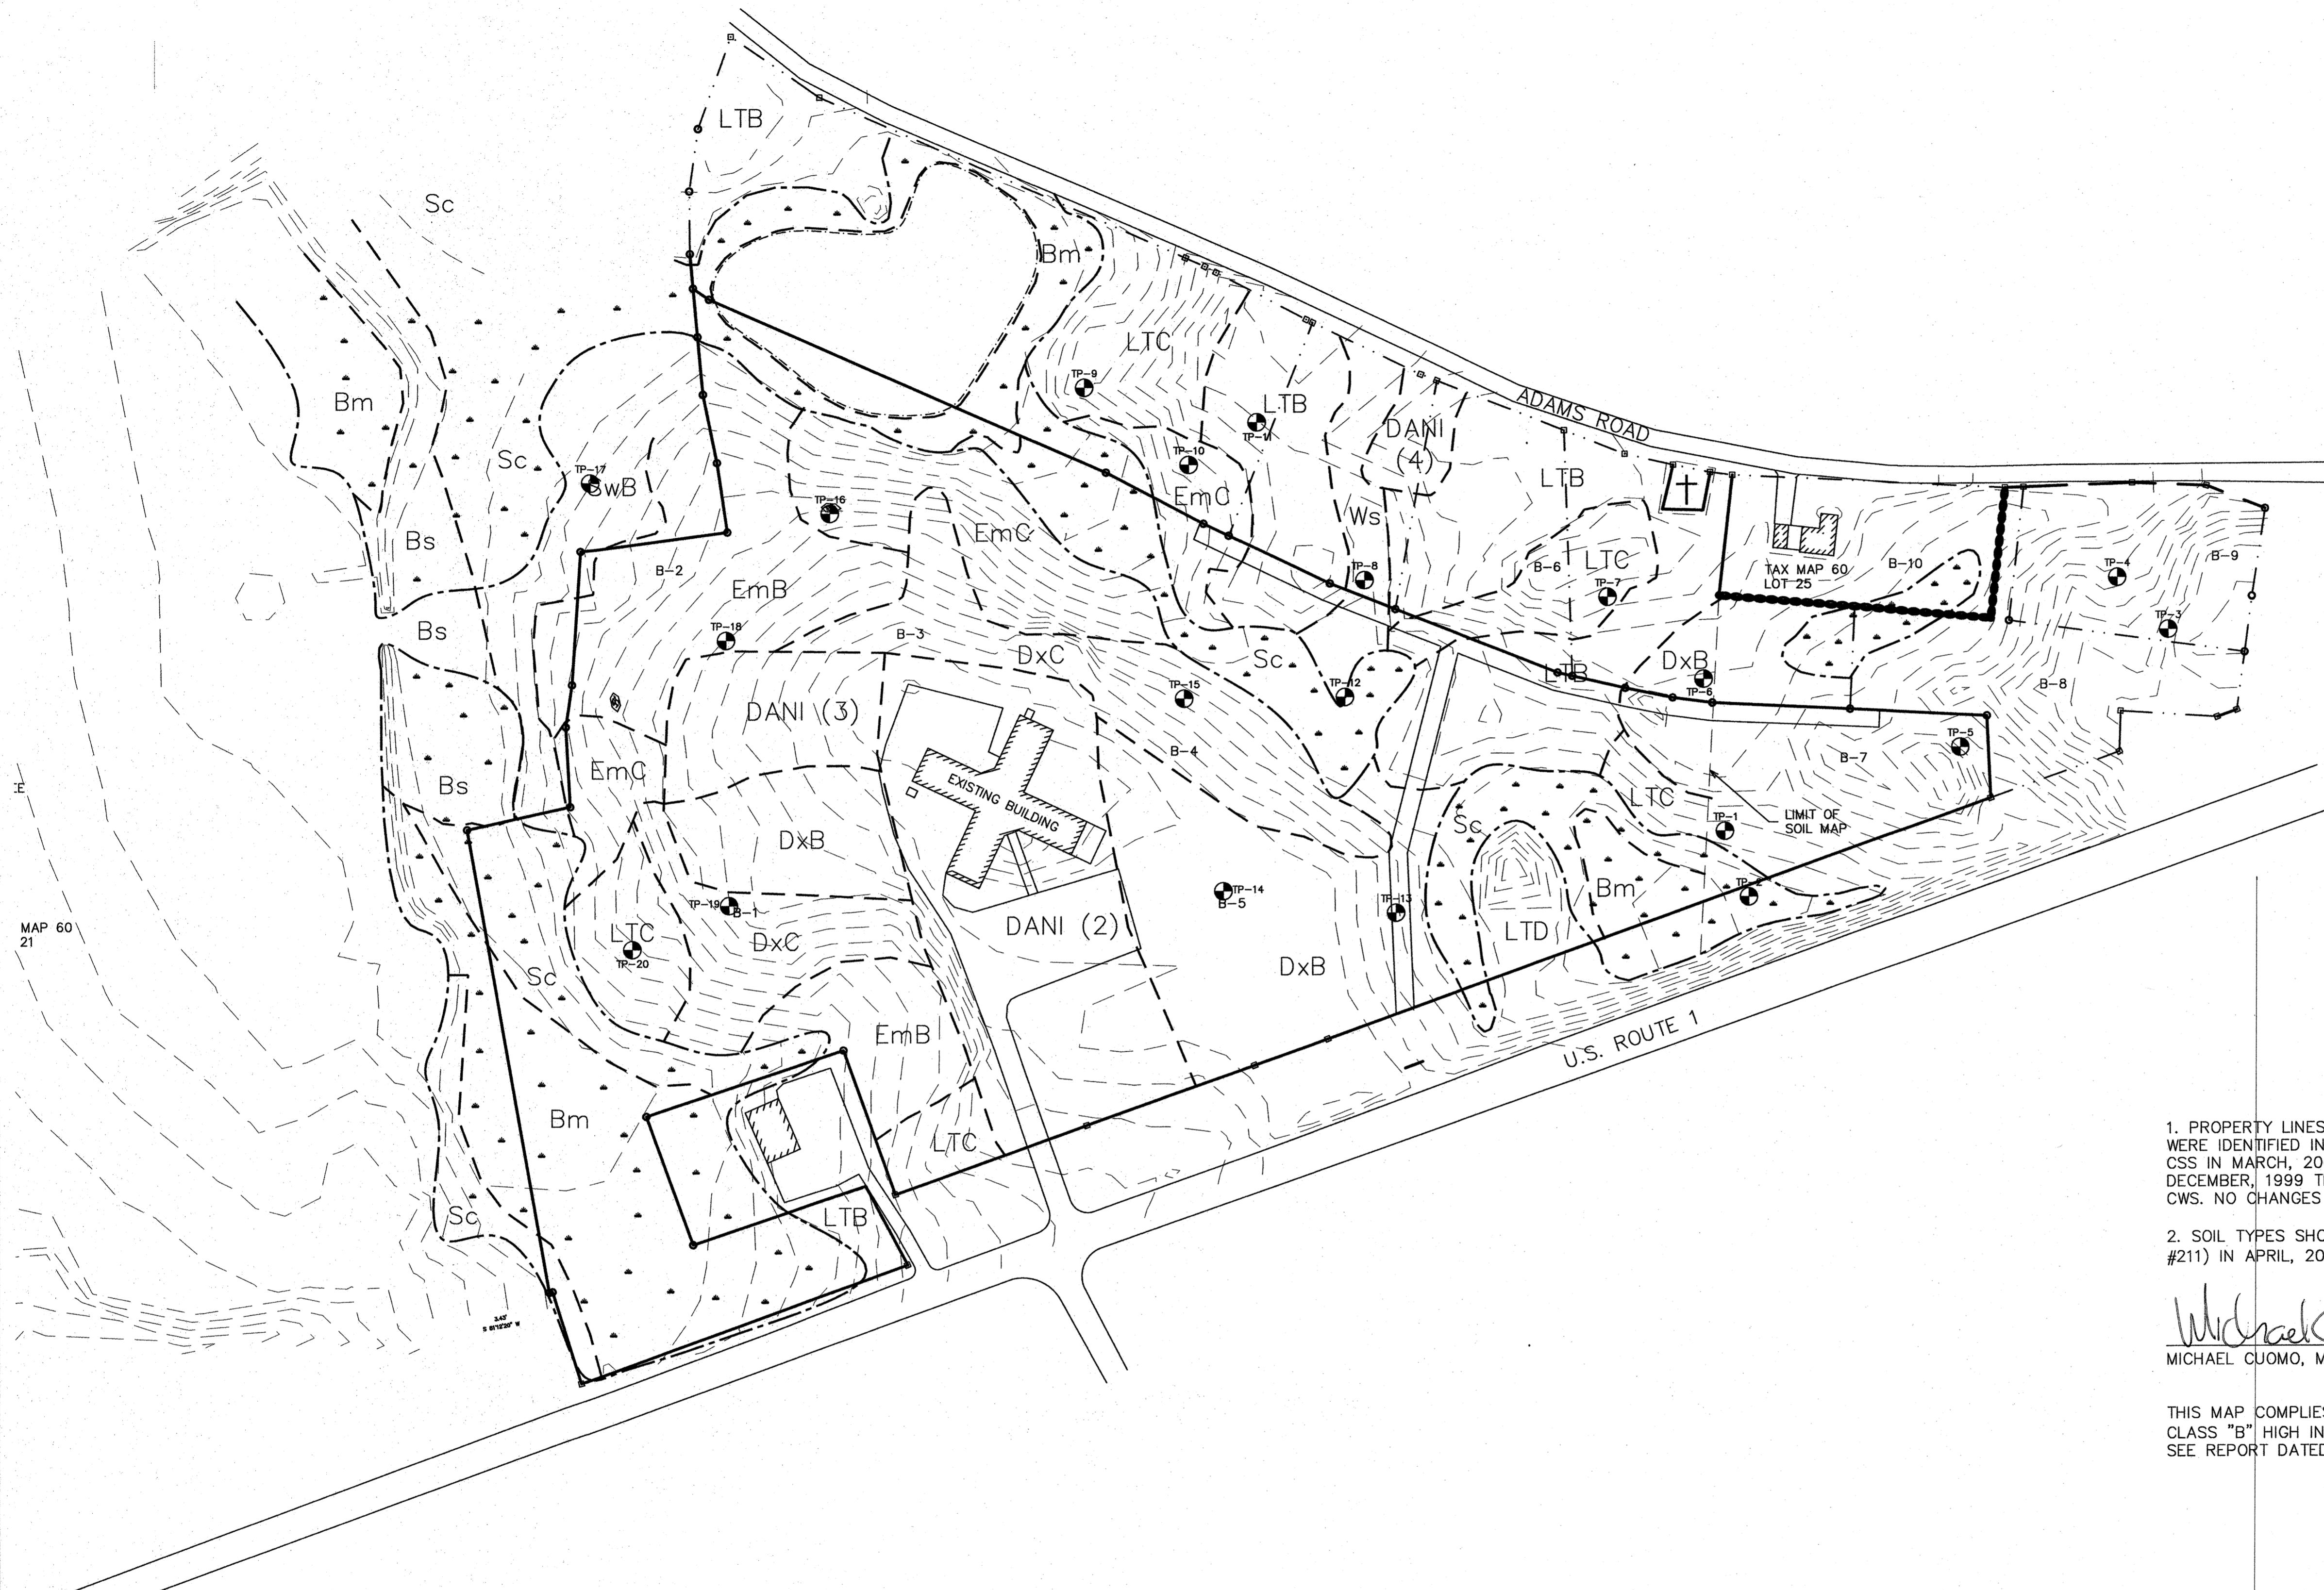 LTB
Sc
Bm
LTC
TP-9
Bm
LTB
TP-11
ADAMS ROAD
DANI
(4)
Sc
TP-17
SwB
TP-10
EmC
LTB
TP-16
EmC
Ws
Bs
B-2
EmB
TP-8
B-6
LTC
TP-7
TAX MAP 60
LOT 25
B-10
TP-4
B-9
Bs
TP-18
B-3
DxC
Sc
TP-3
LTB
DxB
TP-6
B-8
TP-15
TP-12
DANI (3)
B-4
TP-5
B-7
EmC
Bs
EXISTING BUILDING
LTC
LIMIT OF
SOIL MAP
Sc
TP-1
DxB
TP-19
B-1
TP-14
B-5
Bm
MAP 60
21
LTC
TP-20
DxC
DANI (2)
TP-13
LTD
Sc
DxB
EmB
U.S. ROUTE 1
Bm
LTC
Sc
LTB
3.43'
S 81°12'20" W
1. PROPERTY LINES
WERE IDENTIFIED IN
CSS IN MARCH, 20
DECEMBER, 1999
CWS. NO CHANGES
2. SOIL TYPES SHO
#211) IN APRIL, 20
Michael
MICHAEL CUOMO, M
THIS MAP COMPLIES
CLASS "B" HIGH IN
SEE REPORT DATED